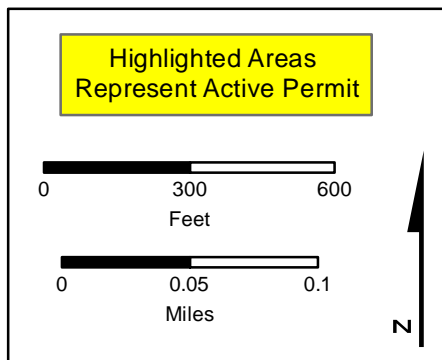 Highlighted Areas
Represent Active Permit
0 300 600
Feet
0 0.05 0.1
Miles
N